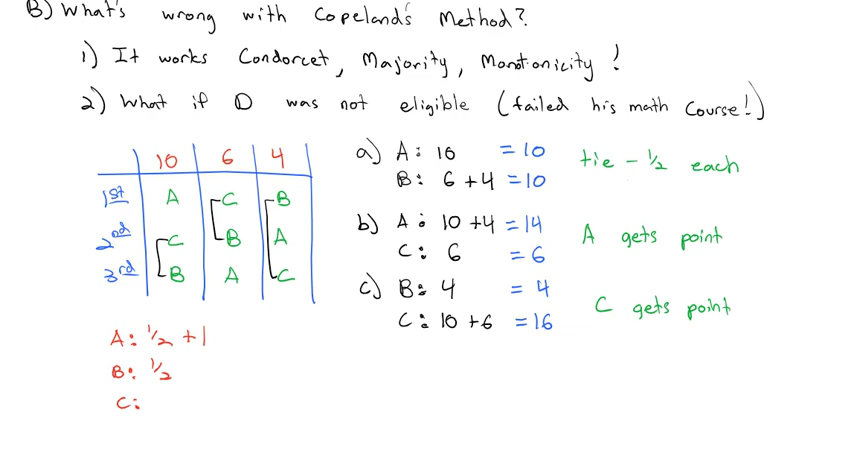 B) What's wrong with Copeland's Method?
1) It works Condorcet, Majority, Monotonicity!
2) What if D was not eligible (failed his math course!)
10 6 4
1st A C B
2nd C B A
3rd B A C
a) A: 10 = 10
B: 6 + 4 = 10
tie - 1/2 each
b) A: 10 + 4 = 14
C: 6 = 6
A gets point
c) B: 4 = 4
C: 10 + 6 = 16
C gets point
A: 1/2 + 1
B: 1/2
C: